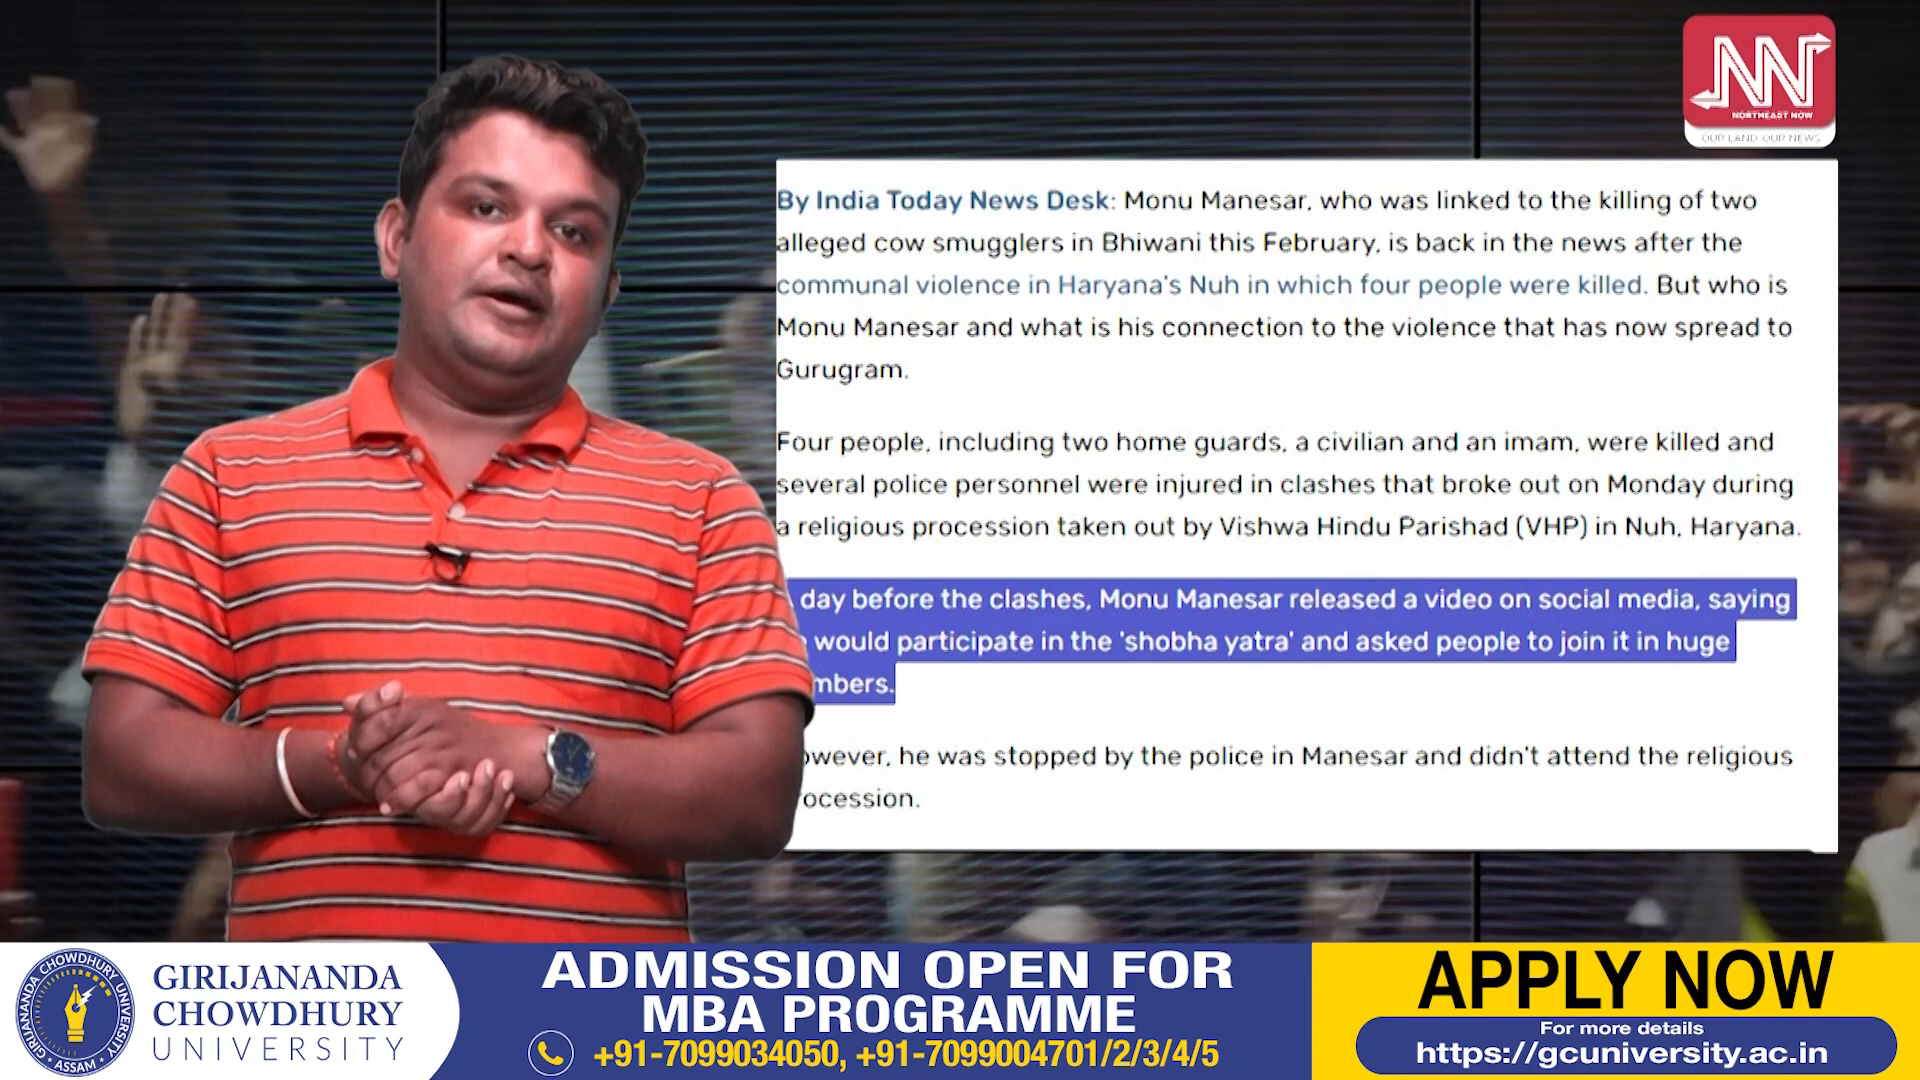 NN
NORTHEAST NOW
OUR LAND OUR NEWS
By India Today News Desk: Monu Manesar, who was linked to the killing of two
alleged cow smugglers in Bhiwani this February, is back in the news after the
communal violence in Haryana's Nuh in which four people were killed. But who is
Monu Manesar and what is his connection to the violence that has now spread to
Gurugram.
Four people, including two home guards, a civilian and an imam, were killed and
several police personnel were injured in clashes that broke out on Monday during
a religious procession taken out by Vishwa Hindu Parishad (VHP) in Nuh, Haryana.
day before the clashes, Monu Manesar released a video on social media, saying
would participate in the 'shobha yatra' and asked people to join it in huge
mbers.
owever, he was stopped by the police in Manesar and didn't attend the religious
ocession.
GIRIJANANDA CHOWDHURY UNIVERSITY
ASSAM
GIRIJANANDA
CHOWDHURY
UNIVERSITY
ADMISSION OPEN FOR
MBA PROGRAMME
+91-7099034050, +91-7099004701/2/3/4/5
APPLY NOW
For more details
https://gcuniversity.ac.in